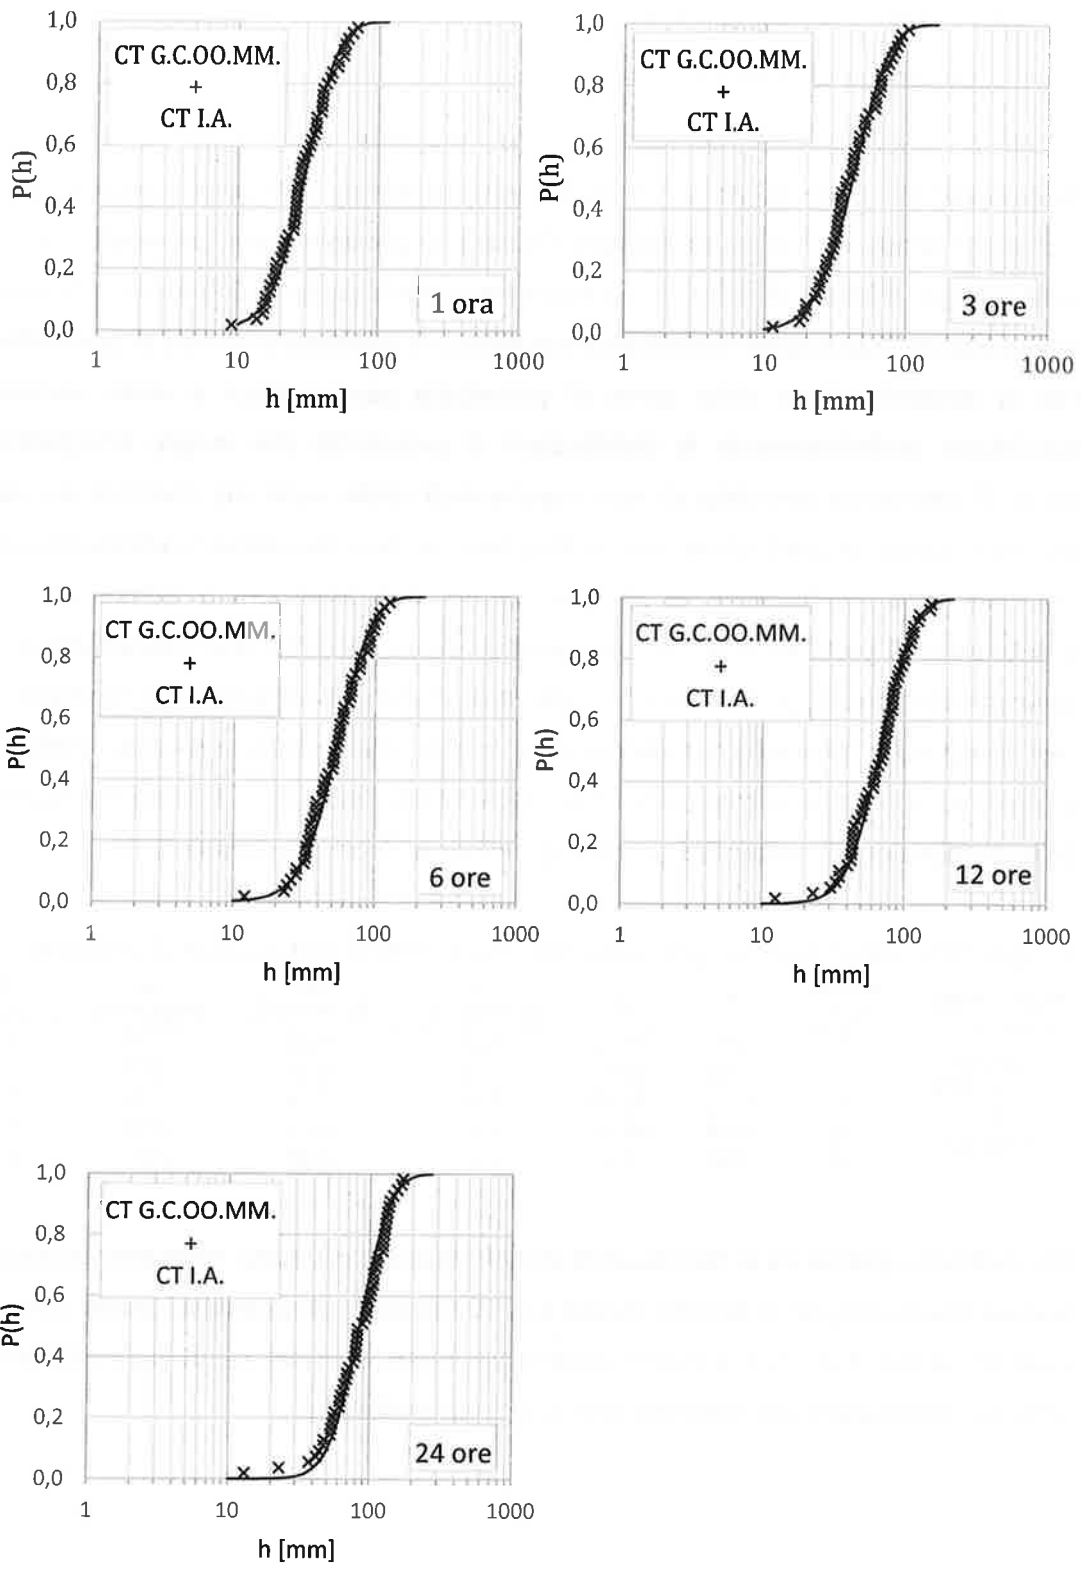 1,0
0,8
0,6
0,4
0,2
0,0
P(h)
CT G.C.OO.MM.
+
CT I.A.
1 ora
1 10 100 1000
h [mm]
1,0
0,8
0,6
0,4
0,2
0,0
P(h)
CT G.C.OO.MM.
+
CT I.A.
3 ore
1 10 100 1000
h [mm]
1,0
0,8
0,6
0,4
0,2
0,0
P(h)
CT G.C.OO.MM.
+
CT I.A.
6 ore
1 10 100 1000
h [mm]
1,0
0,8
0,6
0,4
0,2
0,0
P(h)
CT G.C.OO.MM.
+
CT I.A.
12 ore
1 10 100 1000
h [mm]
1,0
0,8
0,6
0,4
0,2
0,0
P(h)
CT G.C.OO.MM.
+
CT I.A.
24 ore
1 10 100 1000
h [mm]